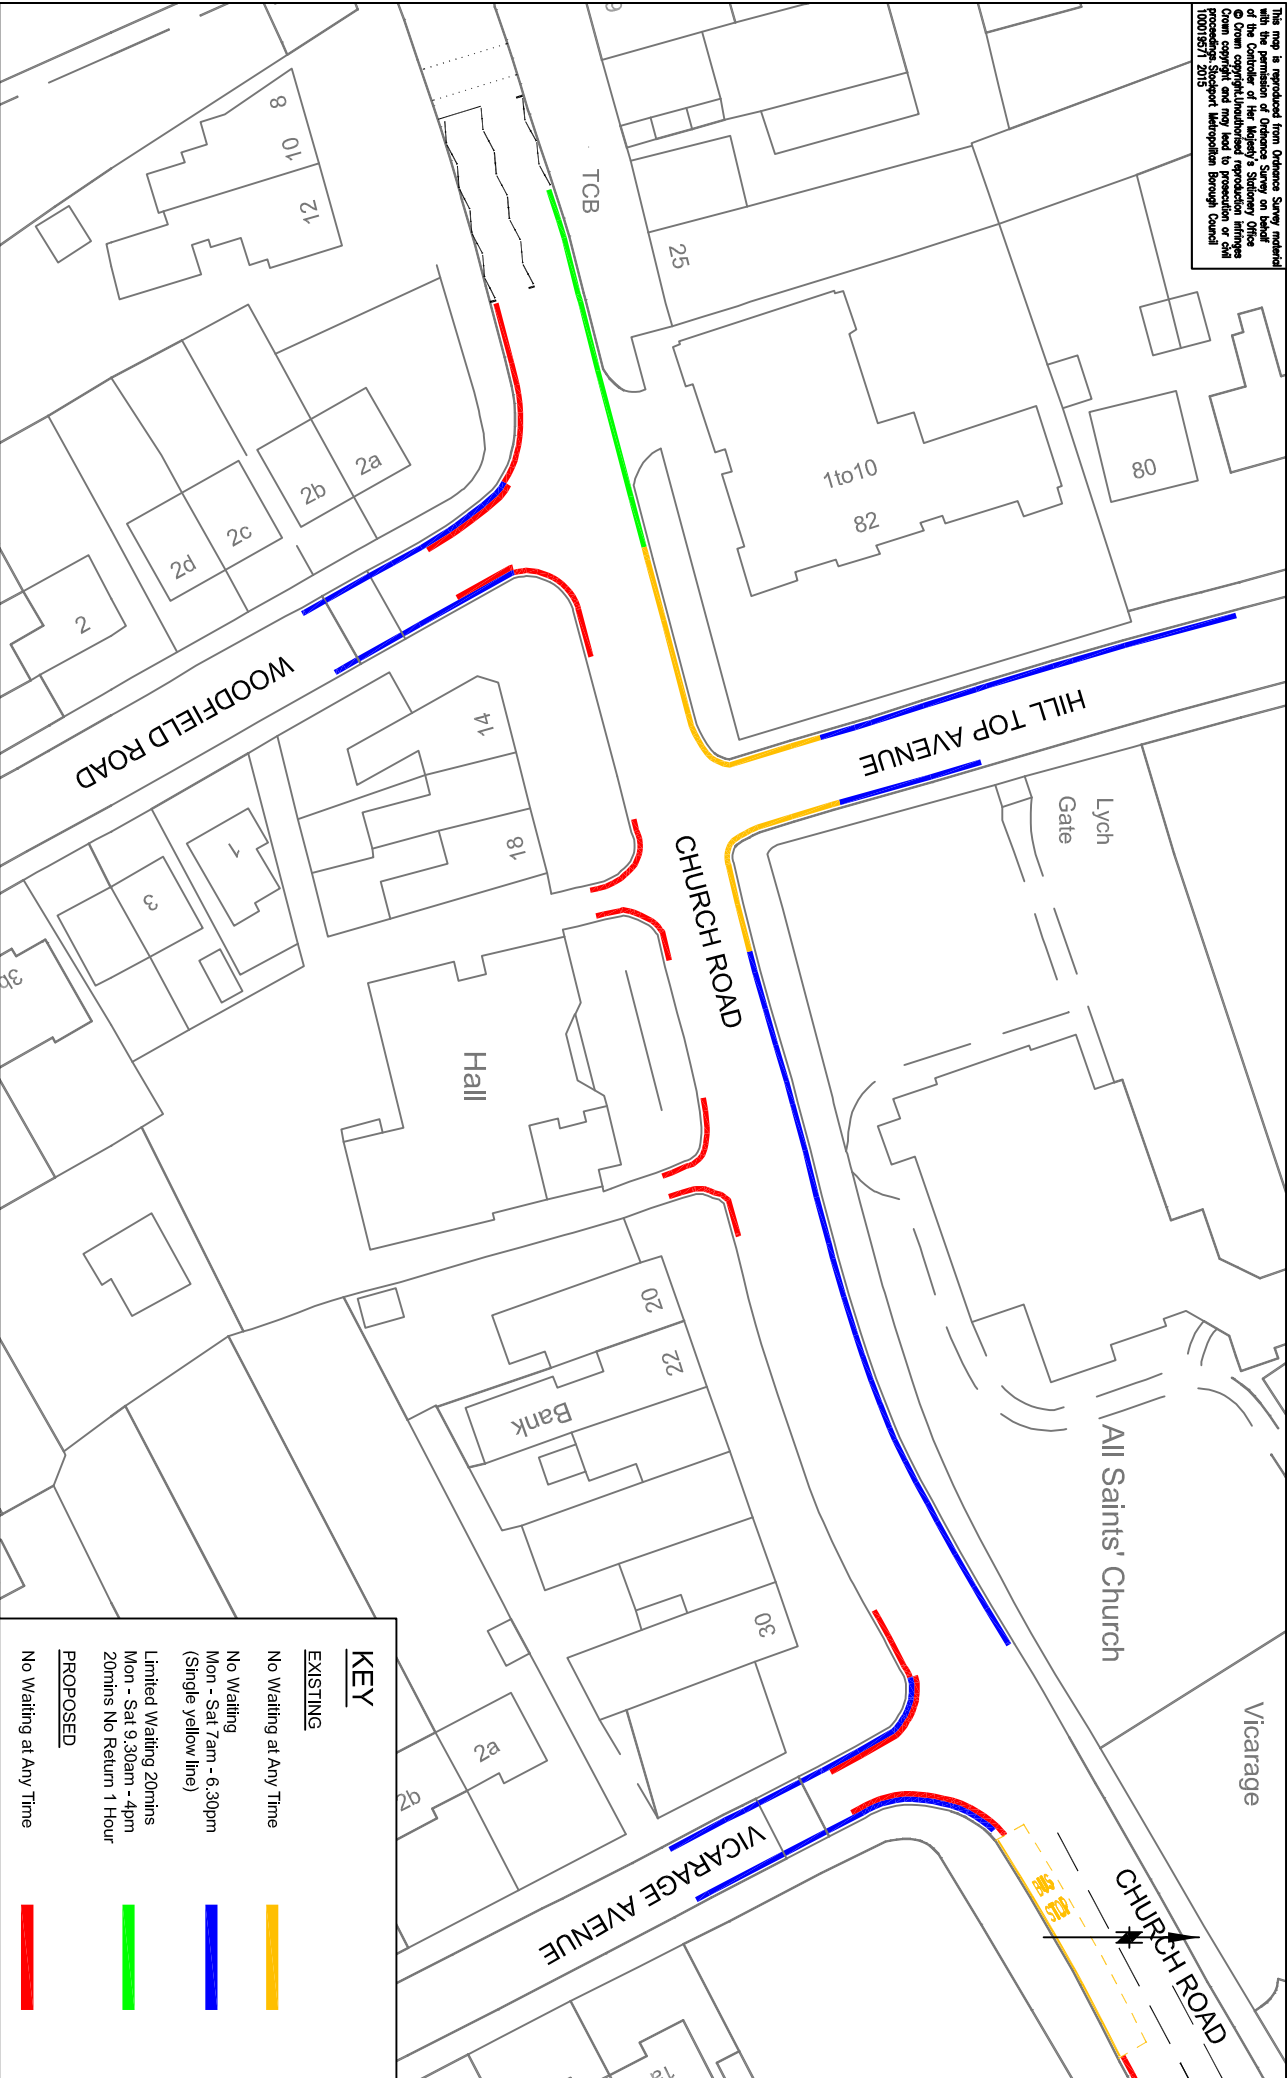 This map is reproduced from Ordnance Survey material
with the permission of Ordnance Survey on behalf
of the Controller of Her Majesty's Stationery Office
© Crown copyright.Unauthorised reproduction infringes
Crown copyright and may lead to prosecution or civil
proceedings. Stockport Metropolitan Borough Council
100019571 2015
8
10
12
TCB
25
1to10
82
80
2a
2b
2c
2d
2
WOODFIELD ROAD
HILL TOP AVENUE
Lych
Gate
14
18
1
3
3b
CHURCH ROAD
Hall
20
22
Bank
30
All Saints' Church
Vicarage
2a
2b
VICARAGE AVENUE
BUS
STOP
CHURCH ROAD
1a
KEY
EXISTING
No Waiting at Any Time
No Waiting
Mon - Sat 7am - 6.30pm
(Single yellow line)
Limited Waiting 20mins
Mon - Sat 9.30am - 4pm
20mins No Return 1 Hour
PROPOSED
No Waiting at Any Time